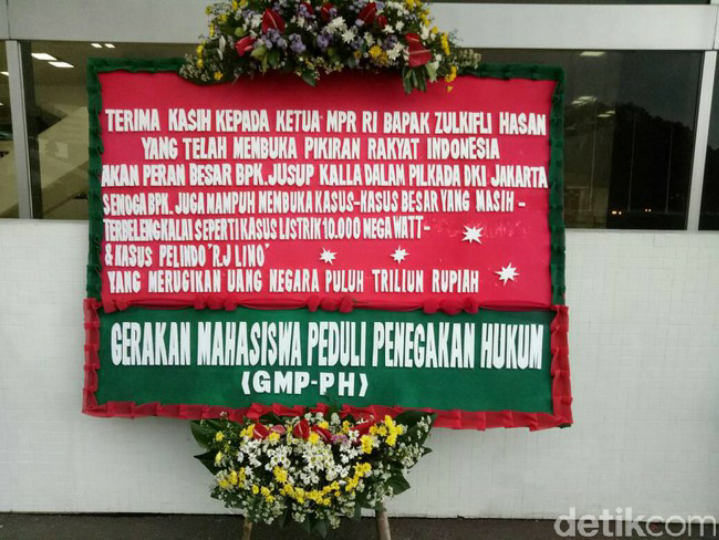 TERIMA KASIH KEPADA KETUA MPR RI BAPAK ZULKIFLI HASAN
YANG TELAH MEMBUKA PIKIRAN RAKYAT INDONESIA
AKAN PERAN BESAR BPK. JUSUP KALLA DALAM PILKADA DKI JAKARTA
SEMOGA BPK. JUGA MAMPUH MEMBUKA KASUS-KASUS BESAR YANG MASIH -
TERBELENGKALAI SEPERTI KASUS LISTRIK 10.000 MEGA WATT-
& KASUS PELINDO "R.J LINO"
YANG MERUGIKAN UANG NEGARA PULUH TRILIUN RUPIAH
GERAKAN MAHASISWA PEDULI PENEGAKAN HUKUM
(GMP-PH)
detikcom